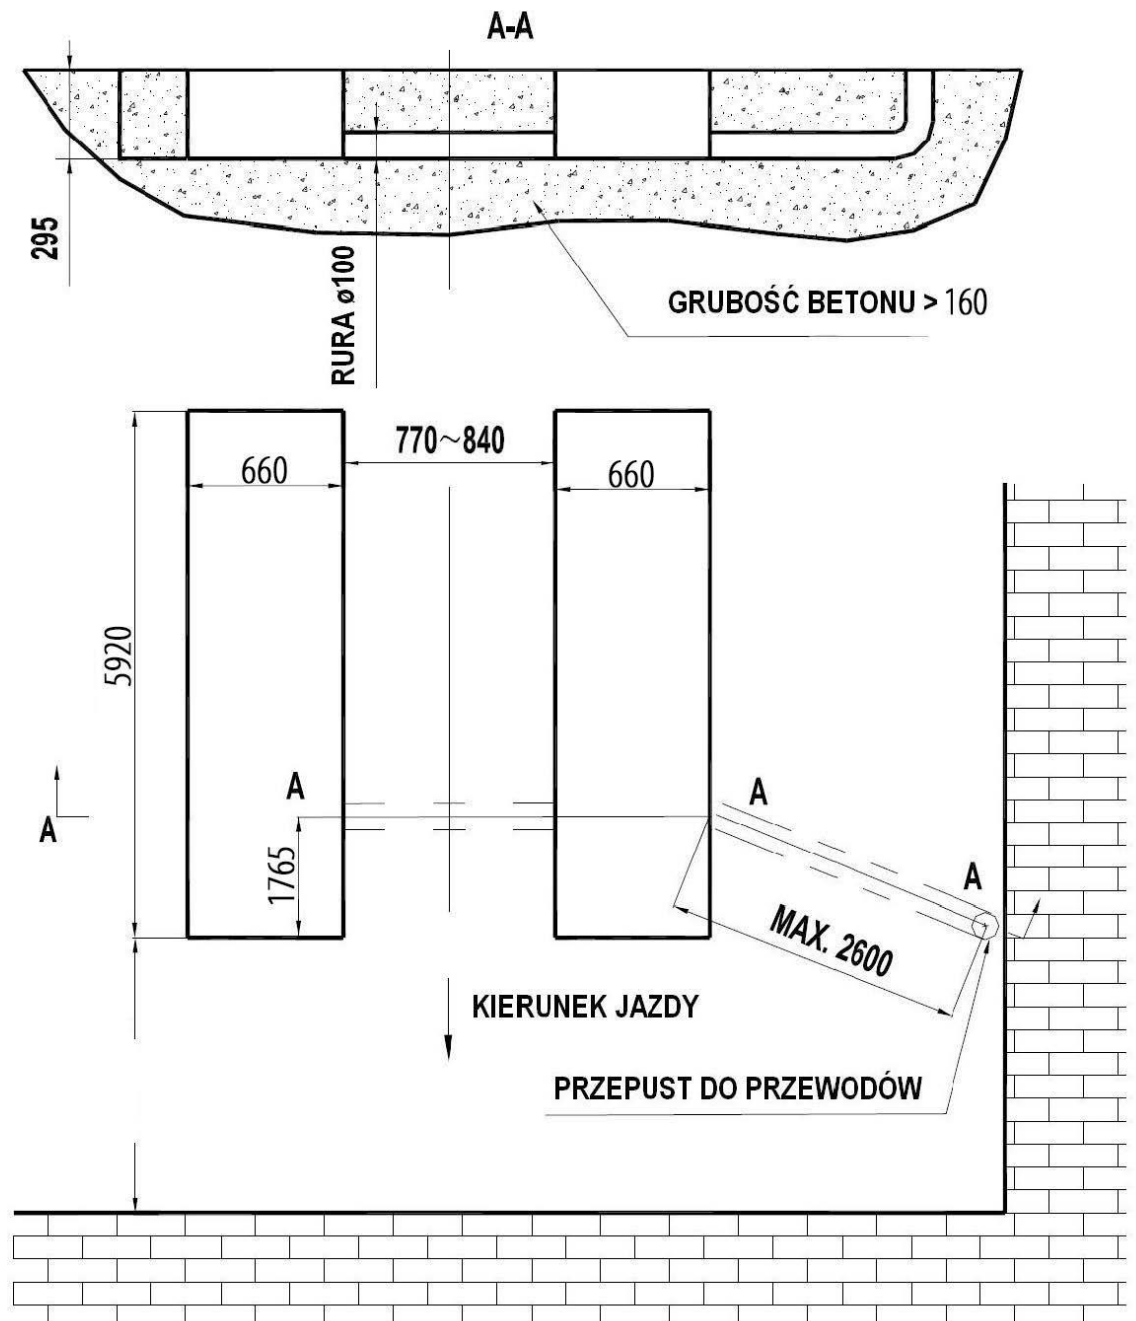 A-A
295
RURA ø100
GRUBOŚĆ BETONU > 160
770~840
660
660
5920
A
A
A
1765
A
MAX. 2600
KIERUNEK JAZDY
PRZEPUST DO PRZEWODÓW